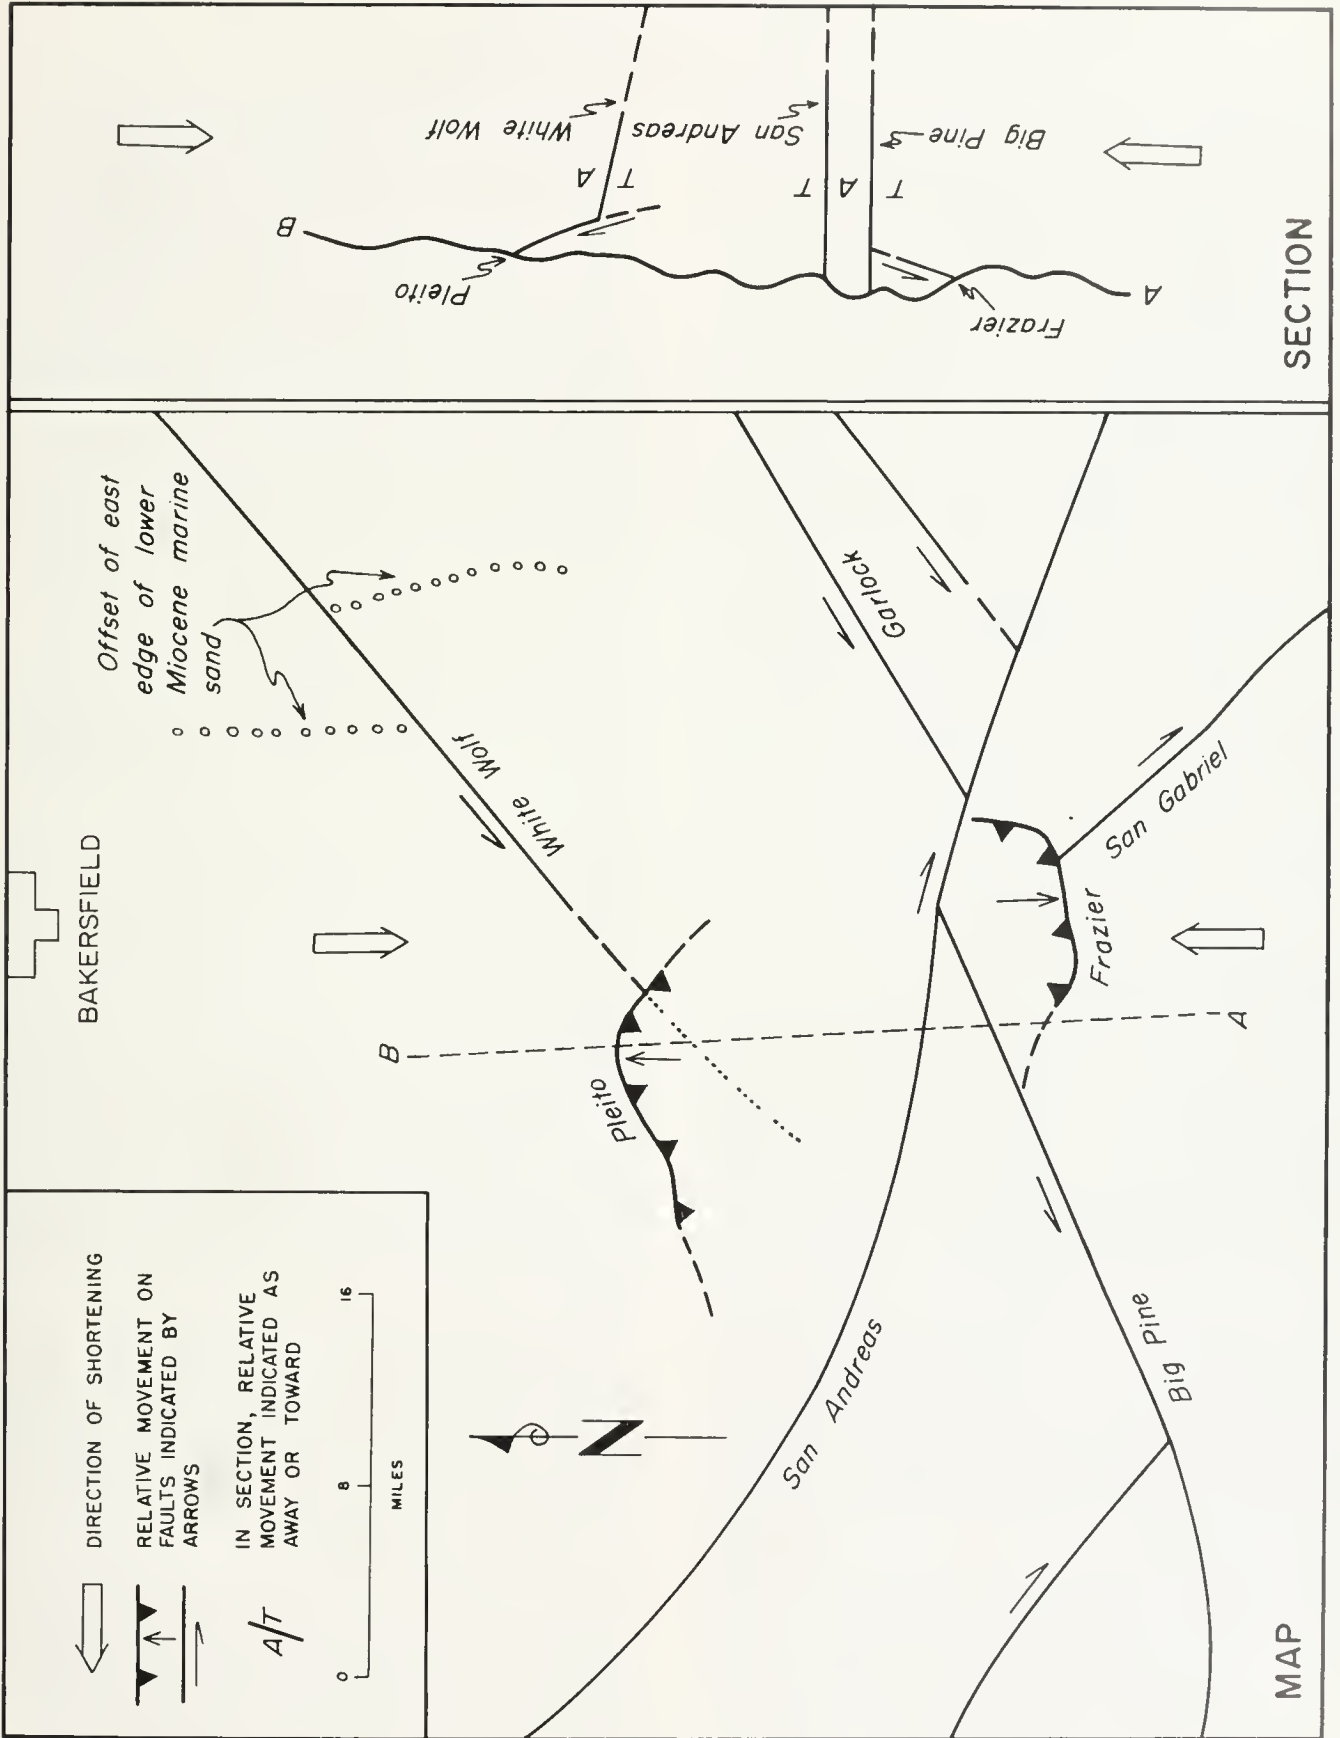 BAKERSFIELD
Offset of east
edge of lower
Miocene marine
sand
White Wolf
Garlock
B
Pleito
San Andreas
Big Pine
Frazier
San Gabriel
A
N
DIRECTION OF SHORTENING
RELATIVE MOVEMENT ON
FAULTS INDICATED BY
ARROWS
A/T
IN SECTION, RELATIVE
MOVEMENT INDICATED AS
AWAY OR TOWARD
0 8 16
MILES
MAP
B
Pleito
White Wolf
A
T
San Andreas
T
A
T
Big Pine
Frazier
A
SECTION